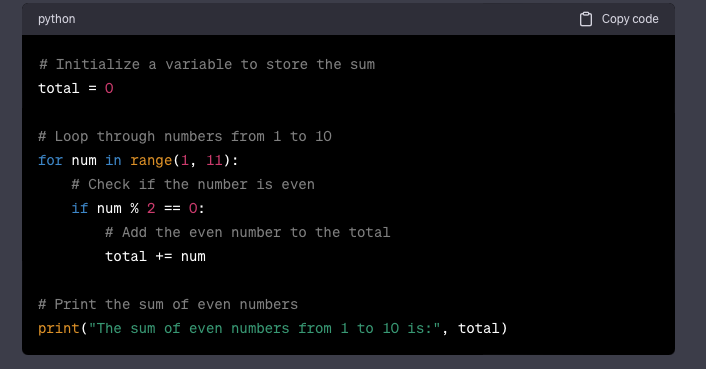 python
Copy code
# Initialize a variable to store the sum
total = 0
# Loop through numbers from 1 to 10
for num in range(1, 11):
    # Check if the number is even
    if num % 2 == 0:
        # Add the even number to the total
        total += num
# Print the sum of even numbers
print("The sum of even numbers from 1 to 10 is:", total)